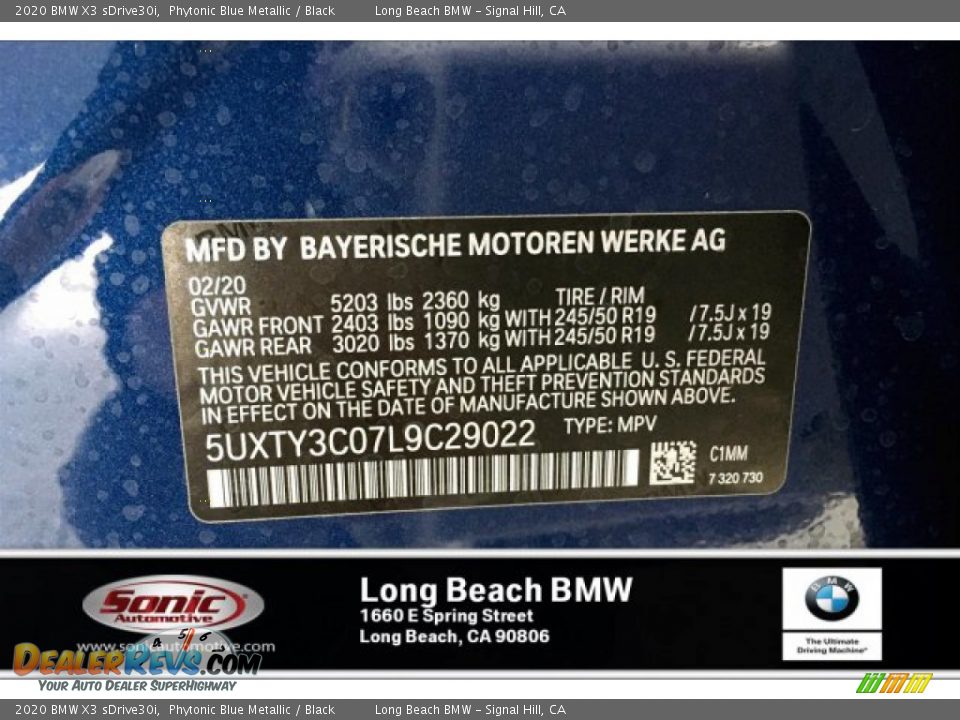 2020 BMW X3 sDrive30i,  Phytonic Blue Metallic / Black    Long Beach BMW - Signal Hill, CA
MFD BY BAYERISCHE MOTOREN WERKE AG
02/20
GVWR 5203 lbs 2360 kg TIRE / RIM
GAWR FRONT 2403 lbs 1090 kg WITH 245/50 R19 /7.5J x 19
GAWR REAR 3020 lbs 1370 kg WITH 245/50 R19 /7.5J x 19
THIS VEHICLE CONFORMS TO ALL APPLICABLE U. S. FEDERAL
MOTOR VEHICLE SAFETY AND THEFT PREVENTION STANDARDS
IN EFFECT ON THE DATE OF MANUFACTURE SHOWN ABOVE.
5UXTY3C07L9C29022 TYPE: MPV
C1MM
7 320 730
Sonic
Automotive
www.sonicautomotive.com
Long Beach BMW
1660 E Spring Street
Long Beach, CA 90806
BMW
The Ultimate
Driving Machine®
4 5 6
DealerRevs.com
Your Auto Dealer SuperHighway
2020 BMW X3 sDrive30i,  Phytonic Blue Metallic / Black    Long Beach BMW - Signal Hill, CA